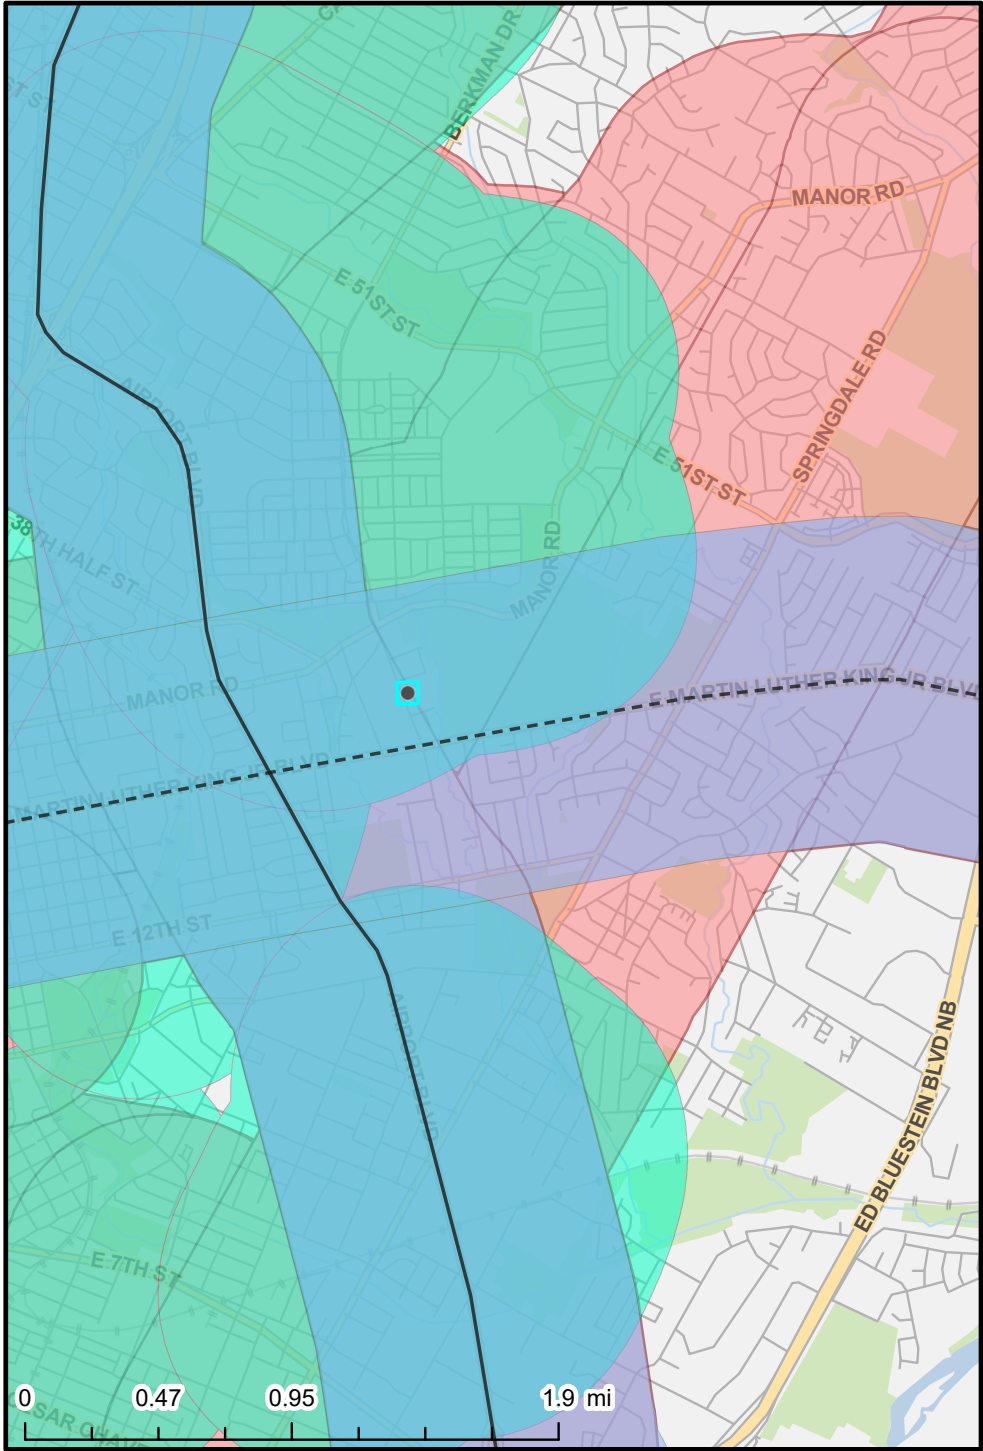 BERKMAN DR
MANOR RD
E 51ST ST
AIRPORT BLVD
SPRINGDALE RD
E 51ST ST
38TH HALF ST
MANOR RD
MANOR RD
E MARTIN LUTHER KING JR BLVD
MARTIN LUTHER KING JR BLVD
E 12TH ST
AIRPORT BLVD
ED BLUESTEIN BLVD NB
E 7TH ST
0 0.47 0.95 1.9 mi